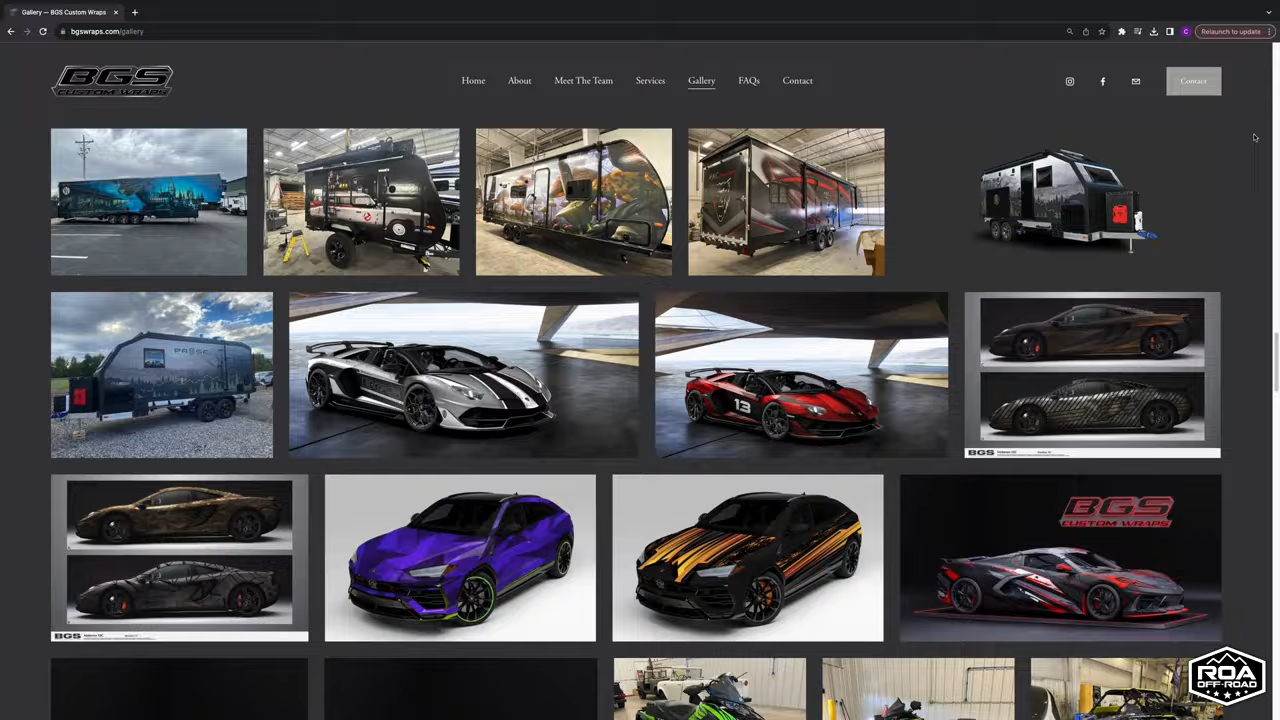 Gallery — BGS Custom Wraps
bgswraps.com/gallery
C
Relaunch to update
BGS
CUSTOM WRAPS
Home
About
Meet The Team
Services
Gallery
FAQs
Contact
Contact
13
BGS
BGS
BGS
CUSTOM WRAPS
ROA
OFF-ROAD